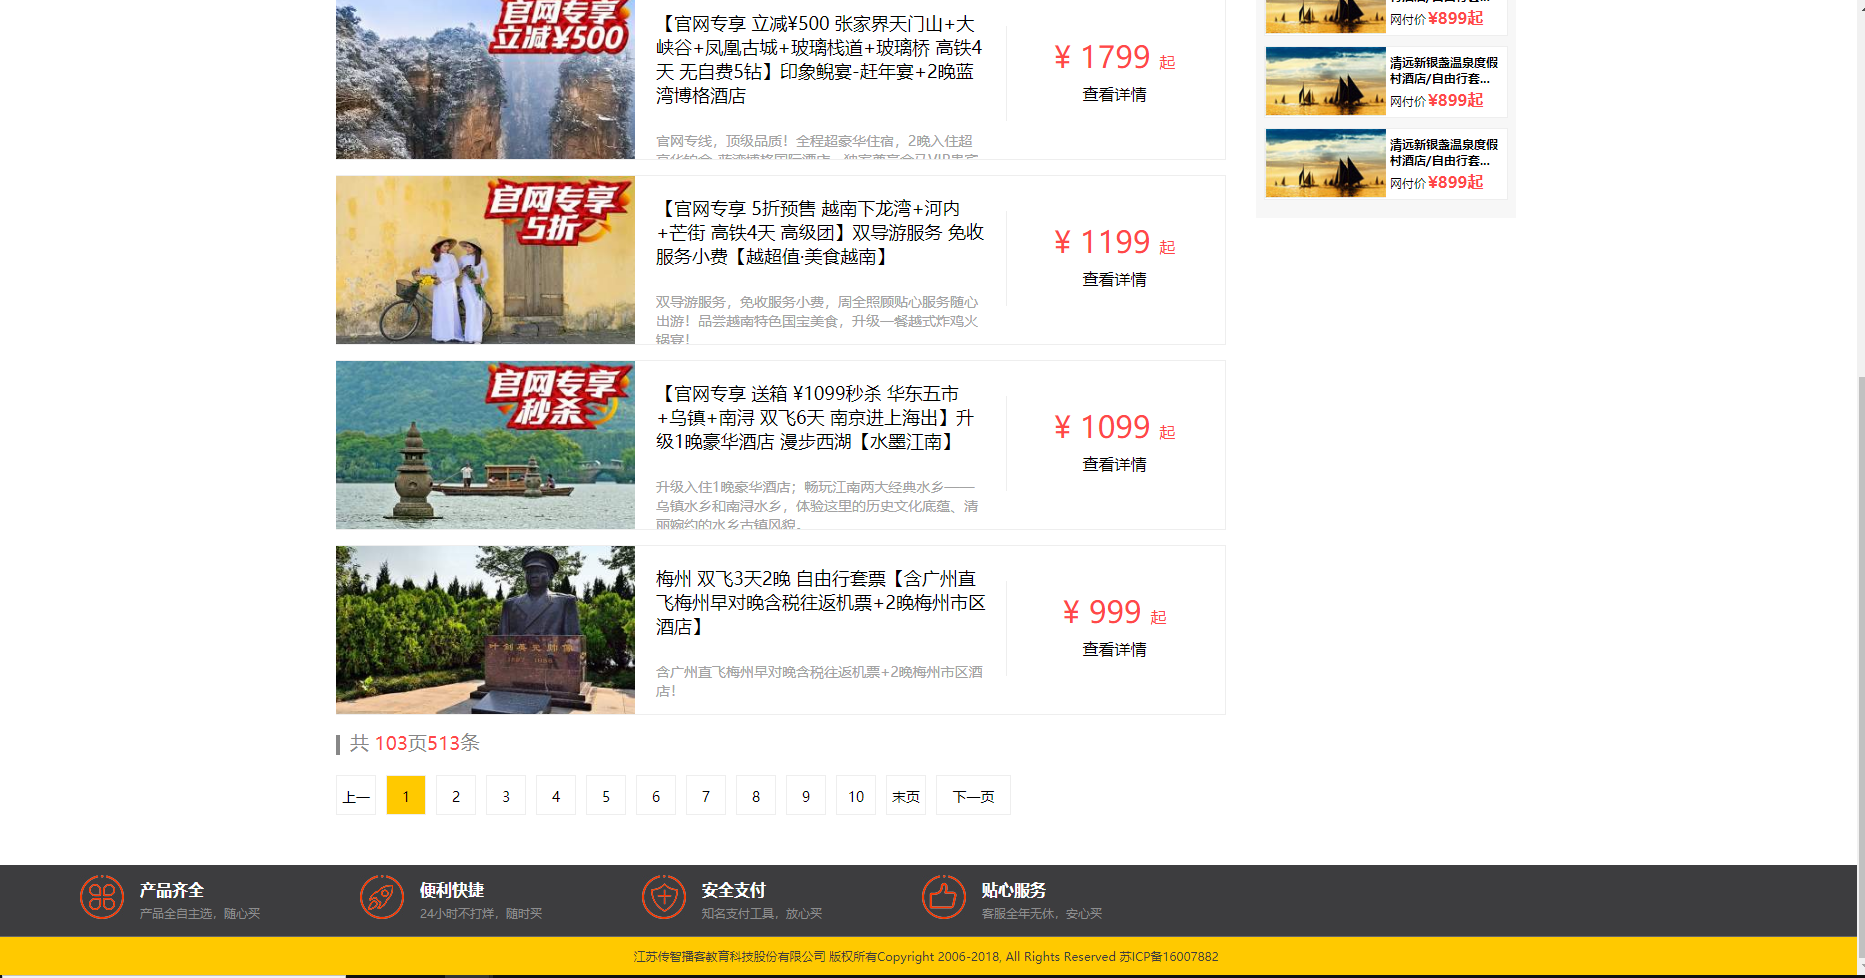 官网专享
立减¥500
【官网专享 立减¥500 张家界天门山+大
峡谷+凤凰古城+玻璃栈道+玻璃桥 高铁4
天 无自费5钻】印象鲵宴-赶年宴+2晚蓝
湾博格酒店
官网专线，顶级品质！全程超豪华住宿，2晚入住超
¥ 1799 起
查看详情
官网专享
5折
【官网专享 5折预售 越南下龙湾+河内
+芒街 高铁4天 高级团】双导游服务 免收
服务小费【越超值·美食越南】
双导游服务，免收服务小费，周全照顾贴心服务随心
出游！品尝越南特色国宝美食，升级一餐越式炸鸡火
锅宴！
¥ 1199 起
查看详情
官网专享
秒杀
【官网专享 送箱 ¥1099秒杀 华东五市
+乌镇+南浔 双飞6天 南京进上海出】升
级1晚豪华酒店 漫步西湖【水墨江南】
升级入住1晚豪华酒店；畅玩江南两大经典水乡——
乌镇水乡和南浔水乡，体验这里的历史文化底蕴、清
丽婉约的水乡古镇风貌。
¥ 1099 起
查看详情
梅州 双飞3天2晚 自由行套票【含广州直
飞梅州早对晚含税往返机票+2晚梅州市区
酒店】
含广州直飞梅州早对晚含税往返机票+2晚梅州市区酒
店！
¥ 999 起
查看详情
共 103页513条
上一 1 2 3 4 5 6 7 8 9 10 末页 下一页
网付价 ¥899起
清远新银盏温泉度假
村酒店/自由行套...
网付价 ¥899起
清远新银盏温泉度假
村酒店/自由行套...
网付价 ¥899起
产品齐全
产品全自主选，随心买
便利快捷
24小时不打烊，随时买
安全支付
知名支付工具，放心买
贴心服务
客服全年无休，安心买
江苏传智播客教育科技股份有限公司 版权所有Copyright 2006-2018, All Rights Reserved 苏ICP备16007882